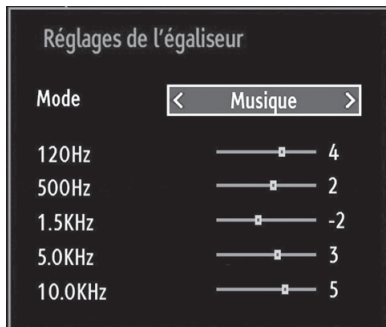 Réglages de l'égaliseur
Mode < Musique >
120Hz 4
500Hz 2
1.5KHz -2
5.0KHz 3
10.0KHz 5